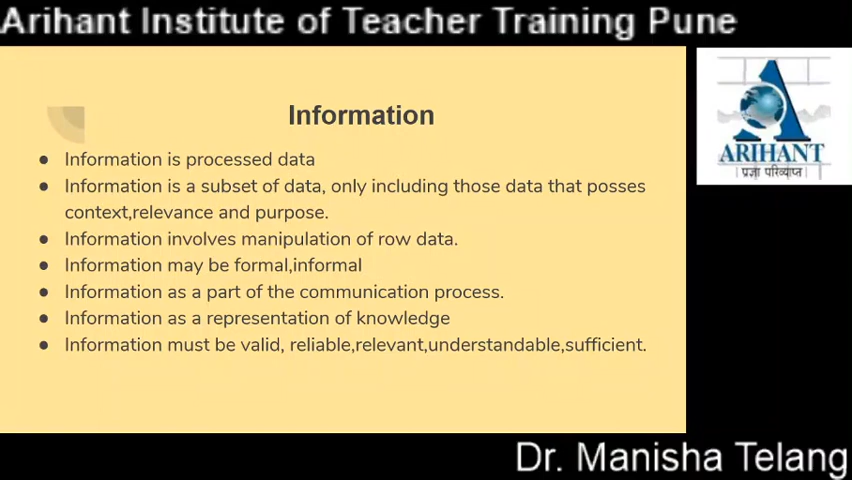 Arihant Institute of Teacher Training Pune
ARIHANT
प्रज्ञा परिव्याप्त
Information
● Information is processed data
● Information is a subset of data, only including those data that posses
context,relevance and purpose.
● Information involves manipulation of row data.
● Information may be formal,informal
● Information as a part of the communication process.
● Information as a representation of knowledge
● Information must be valid, reliable,relevant,understandable,sufficient.
Dr. Manisha Telang